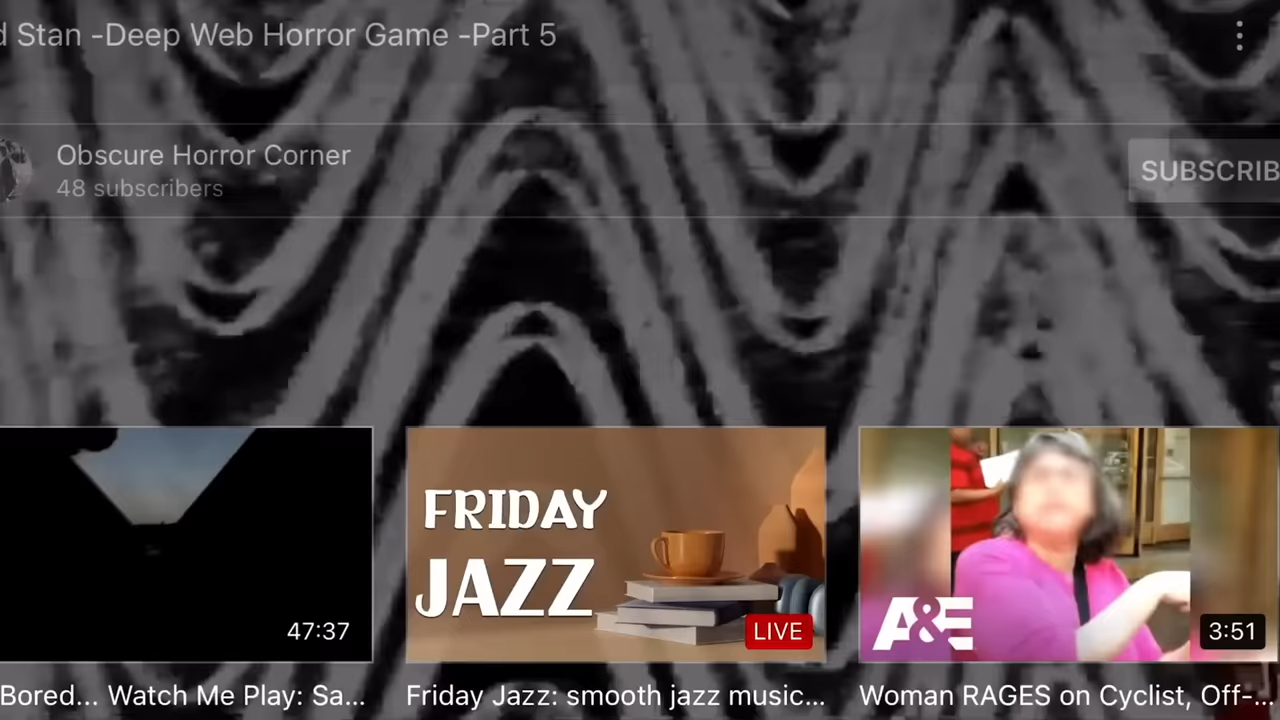 d Stan -Deep Web Horror Game -Part 5
Obscure Horror Corner
48 subscribers
SUBSCRIB
FRIDAY
JAZZ
A&E
47:37
LIVE
3:51
Bored... Watch Me Play: Sa...
Friday Jazz: smooth jazz music...
Woman RAGES on Cyclist, Off-...